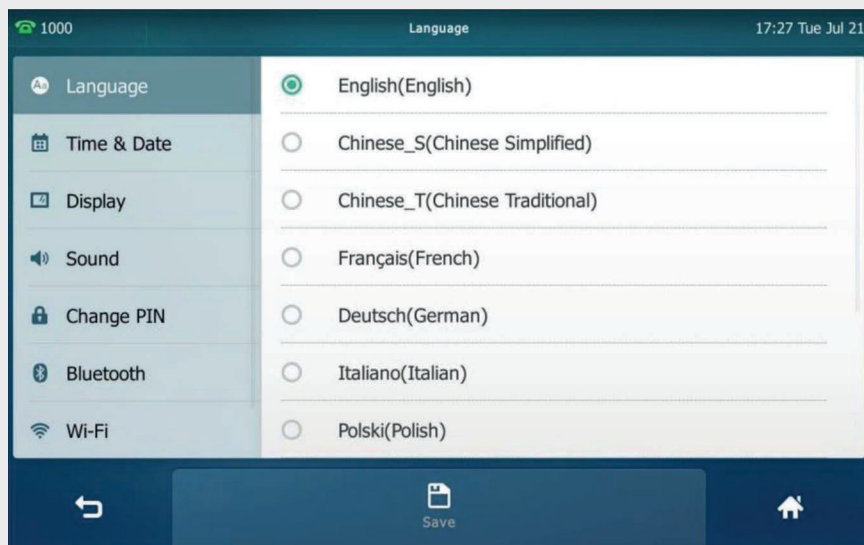 1000
Language
17:27 Tue Jul 21
Language
Time & Date
Display
Sound
Change PIN
Bluetooth
Wi-Fi
English(English)
Chinese_S(Chinese Simplified)
Chinese_T(Chinese Traditional)
Français(French)
Deutsch(German)
Italiano(Italian)
Polski(Polish)
Save